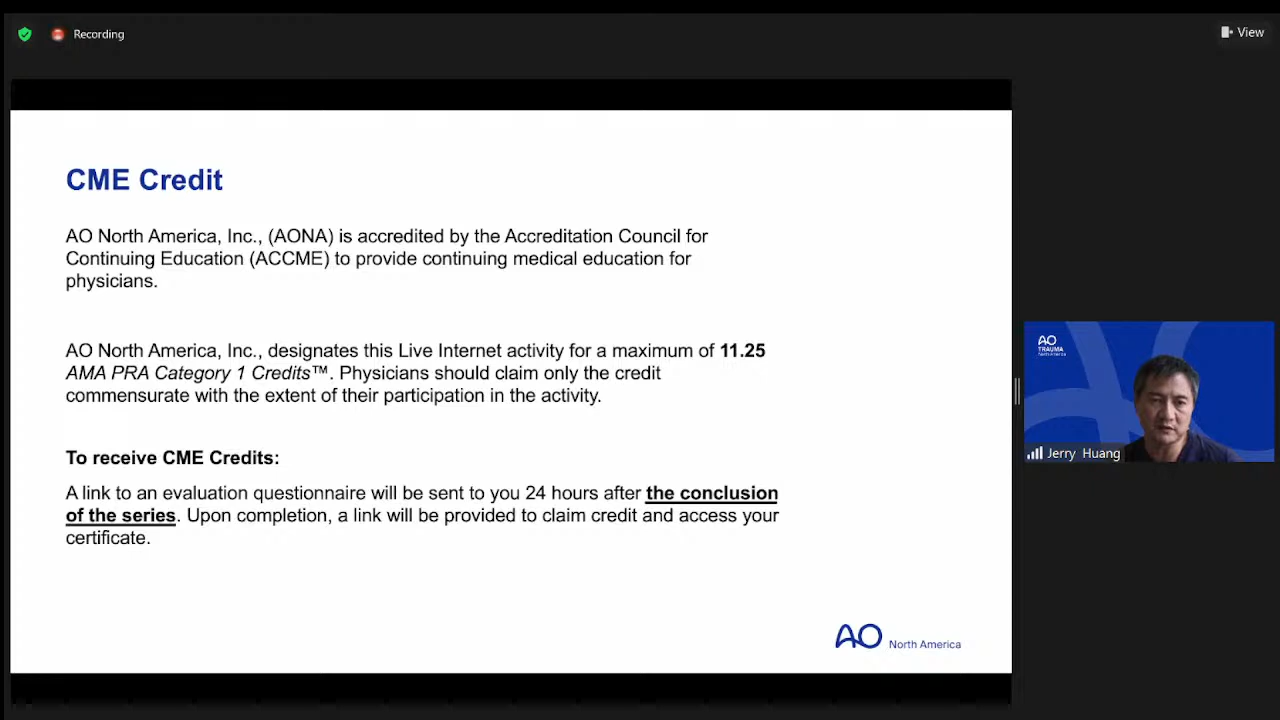 Recording
View
CME Credit
AO North America, Inc., (AONA) is accredited by the Accreditation Council for
Continuing Education (ACCME) to provide continuing medical education for
physicians.
AO North America, Inc., designates this Live Internet activity for a maximum of 11.25
AMA PRA Category 1 Credits™. Physicians should claim only the credit
commensurate with the extent of their participation in the activity.
To receive CME Credits:
A link to an evaluation questionnaire will be sent to you 24 hours after the conclusion
of the series. Upon completion, a link will be provided to claim credit and access your
certificate.
AO North America
AO
TRAUMA
North America
Jerry Huang